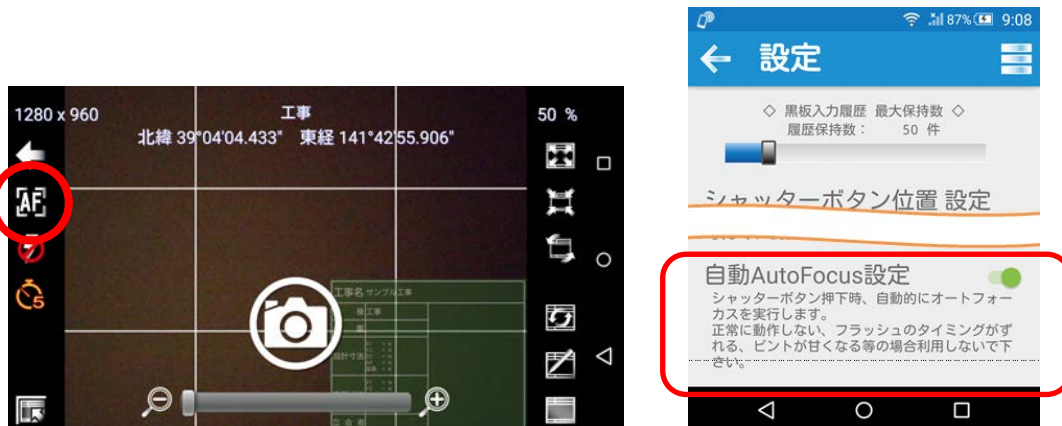 1280 x 960
工事
50 %
北緯 39°04'04.433" 東経 141°42'55.906"
AF
5
工事名 サンプル工事
工事
87% 9:08
設定
◇ 黒板入力履歴 最大保持数 ◇
履歴保持数： 50 件
シャッターボタン位置 設定
自動AutoFocus設定
シャッターボタン押下時、自動的にオートフォー
カスを実行します。
正常に動作しない、フラッシュのタイミングがず
れる、ピントが甘くなる等の場合利用しないで下
さい。